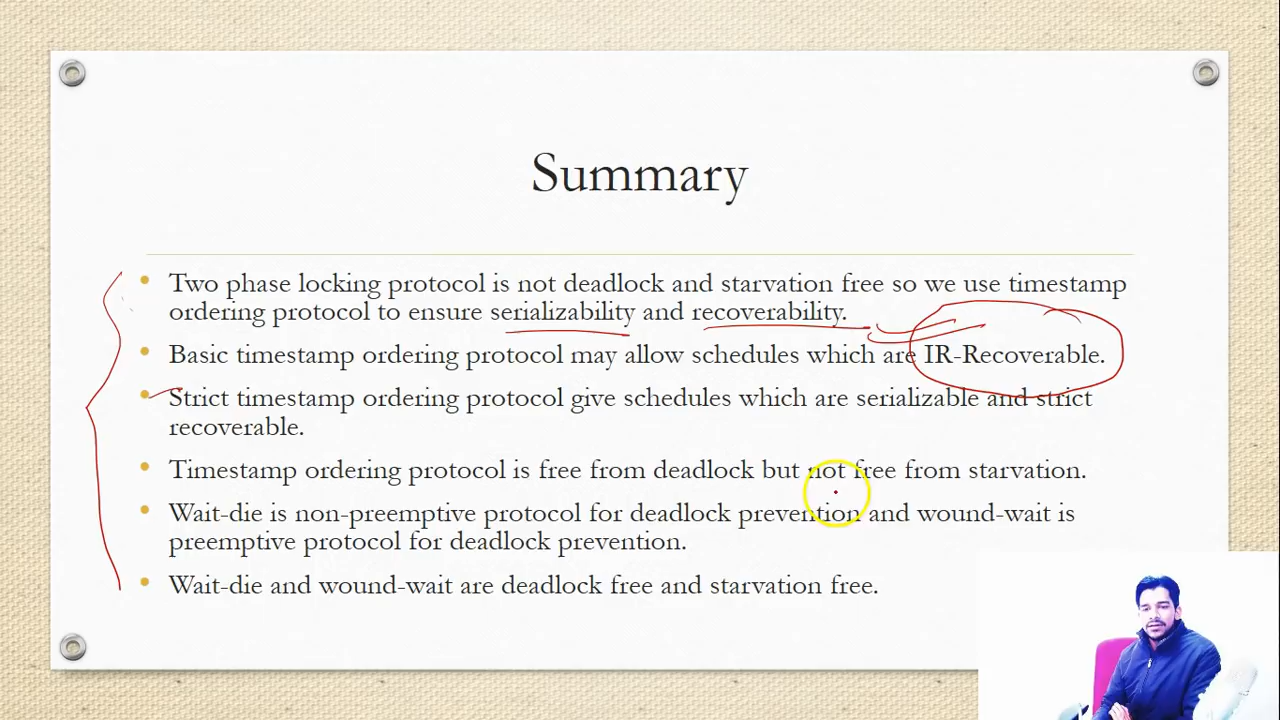 Summary
Two phase locking protocol is not deadlock and starvation free so we use timestamp
ordering protocol to ensure serializability and recoverability.
Basic timestamp ordering protocol may allow schedules which are IR-Recoverable.
Strict timestamp ordering protocol give schedules which are serializable and strict
recoverable.
Timestamp ordering protocol is free from deadlock but not free from starvation.
Wait-die is non-preemptive protocol for deadlock prevention and wound-wait is
preemptive protocol for deadlock prevention.
Wait-die and wound-wait are deadlock free and starvation free.